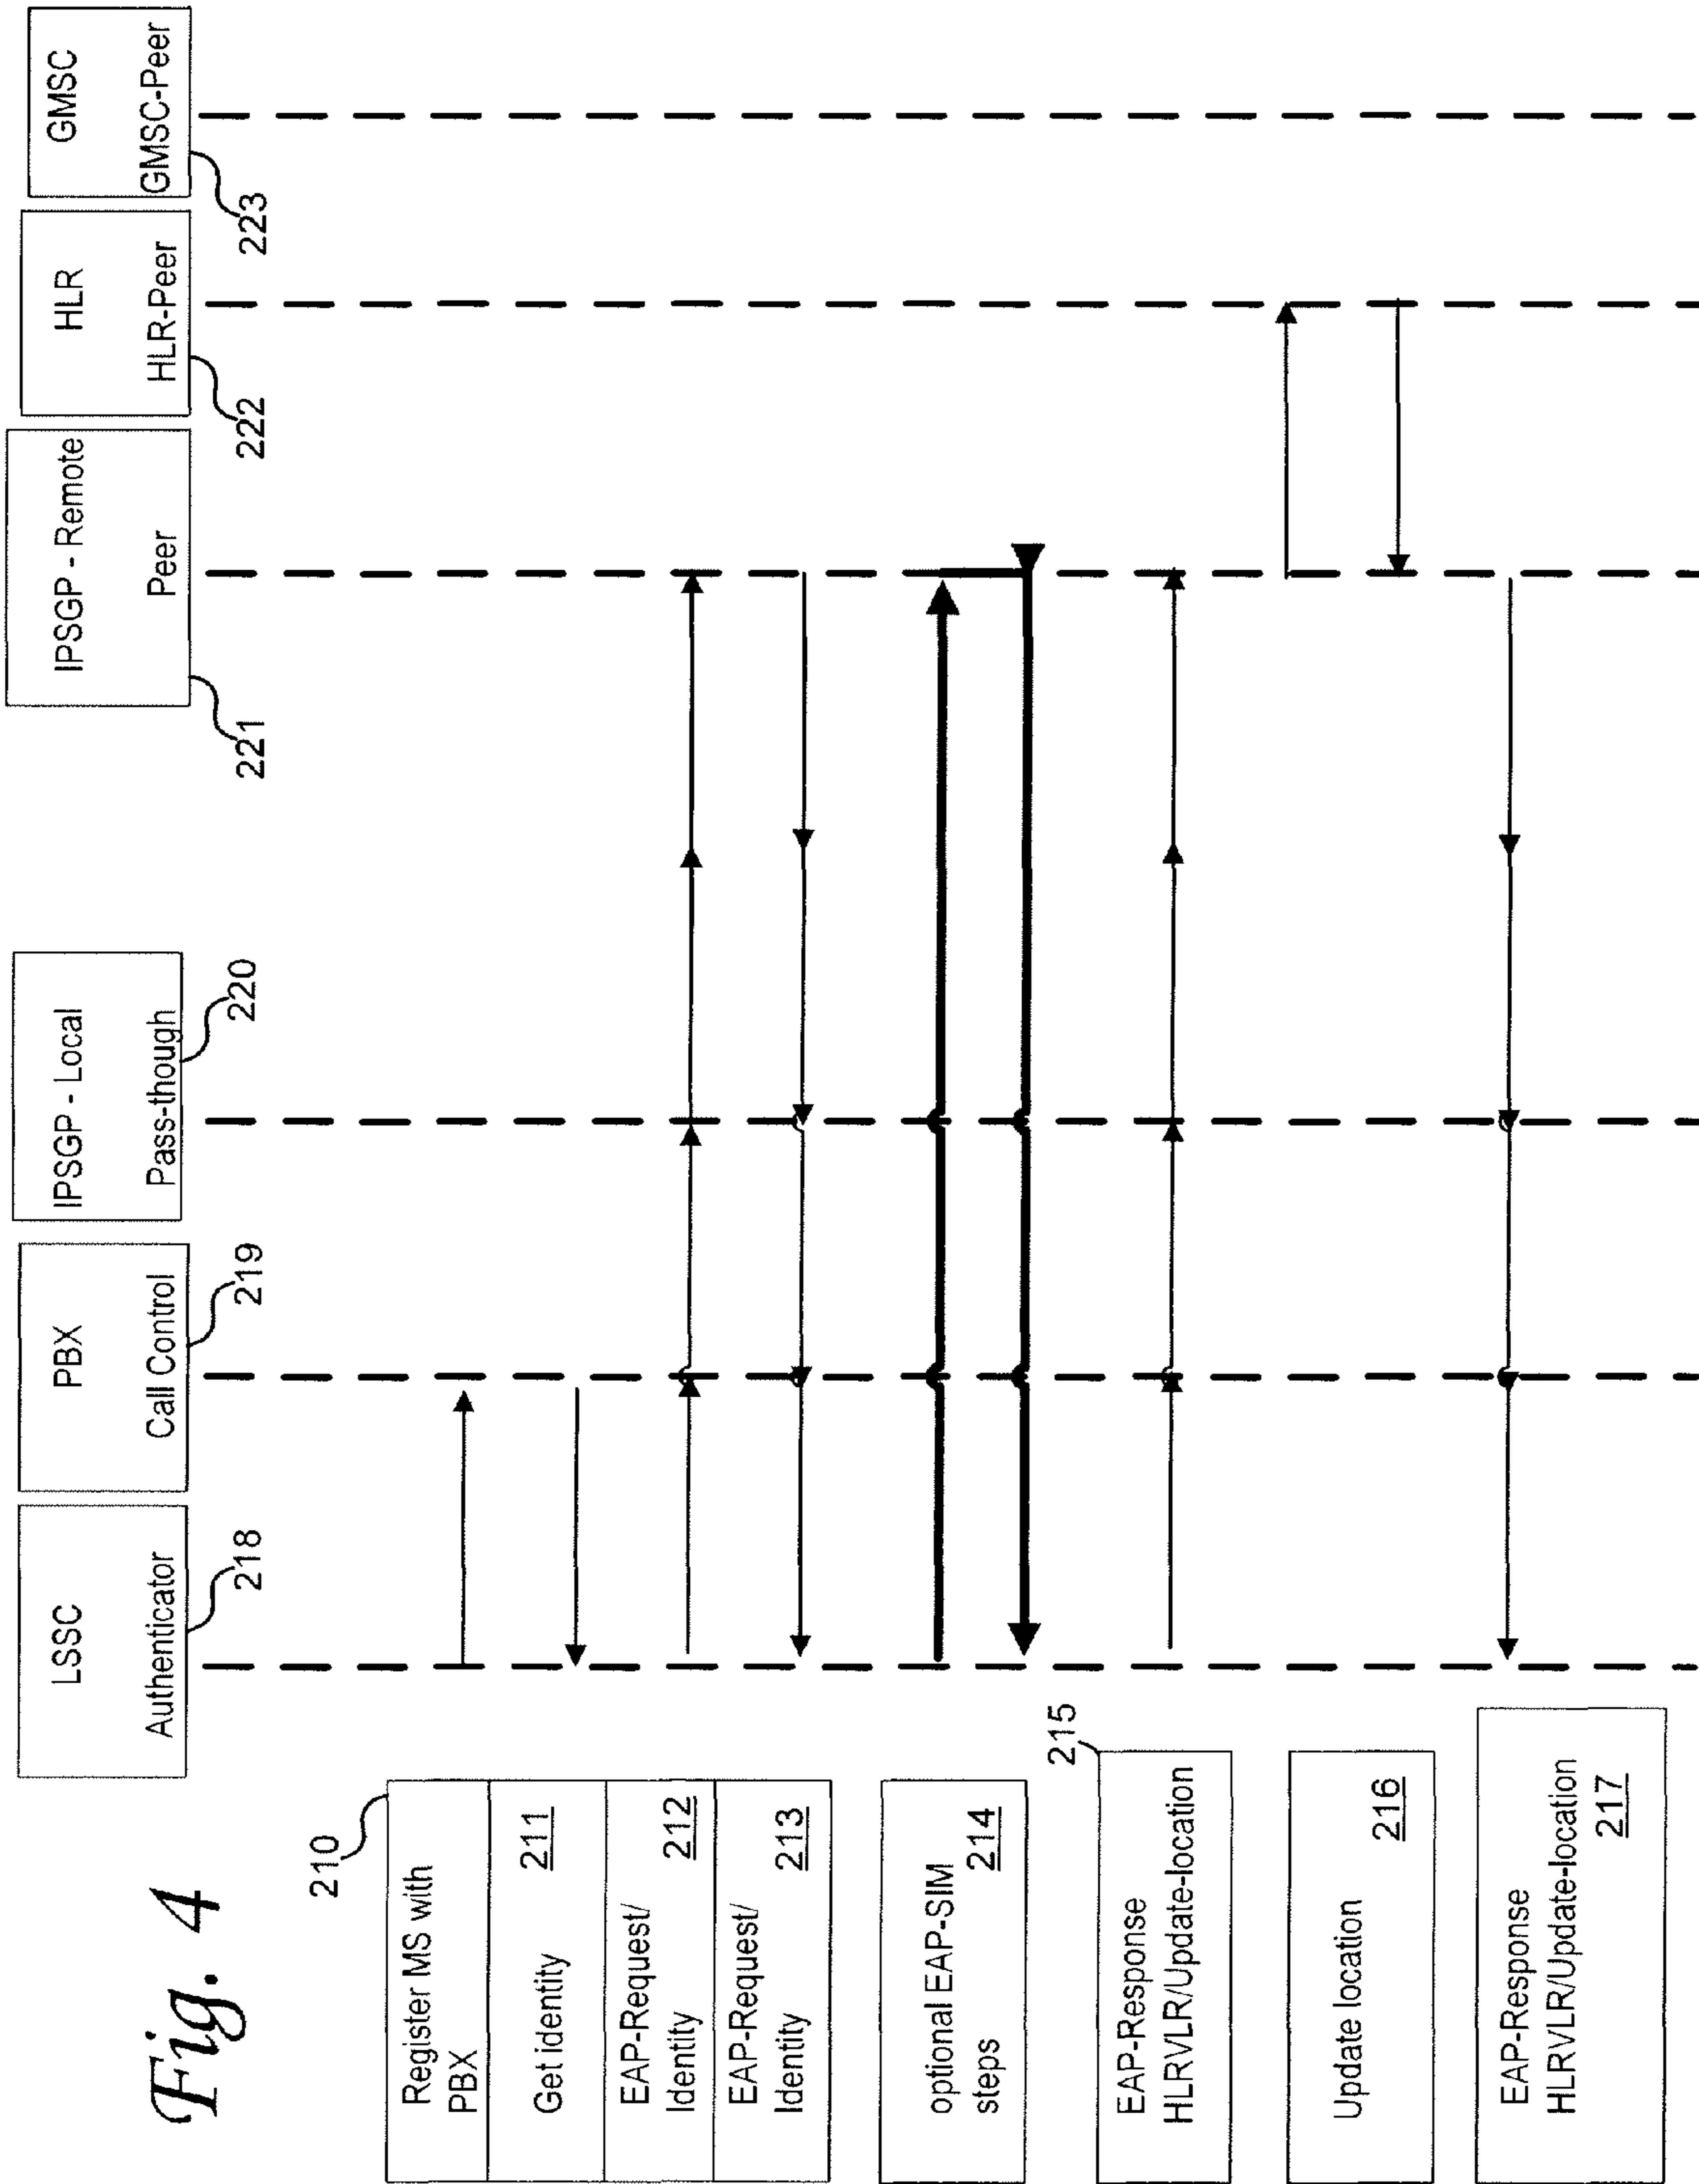 Fig. 4
LSSC
Authenticator
218
PBX
Call Control
219
IPSGP - Local
Pass-though
220
IPSGP - Remote
Peer
221
HLR
HLR-Peer
222
GMSC
GMSC-Peer
223
210
Register MS with
PBX
Get identity
211
EAP-Request/
Identity
212
EAP-Request/
Identity
213
optional EAP-SIM
steps
214
215
EAP-Response
HLRVLR/Update-location
Update location
216
EAP-Response
HLRVLR/Update-location
217